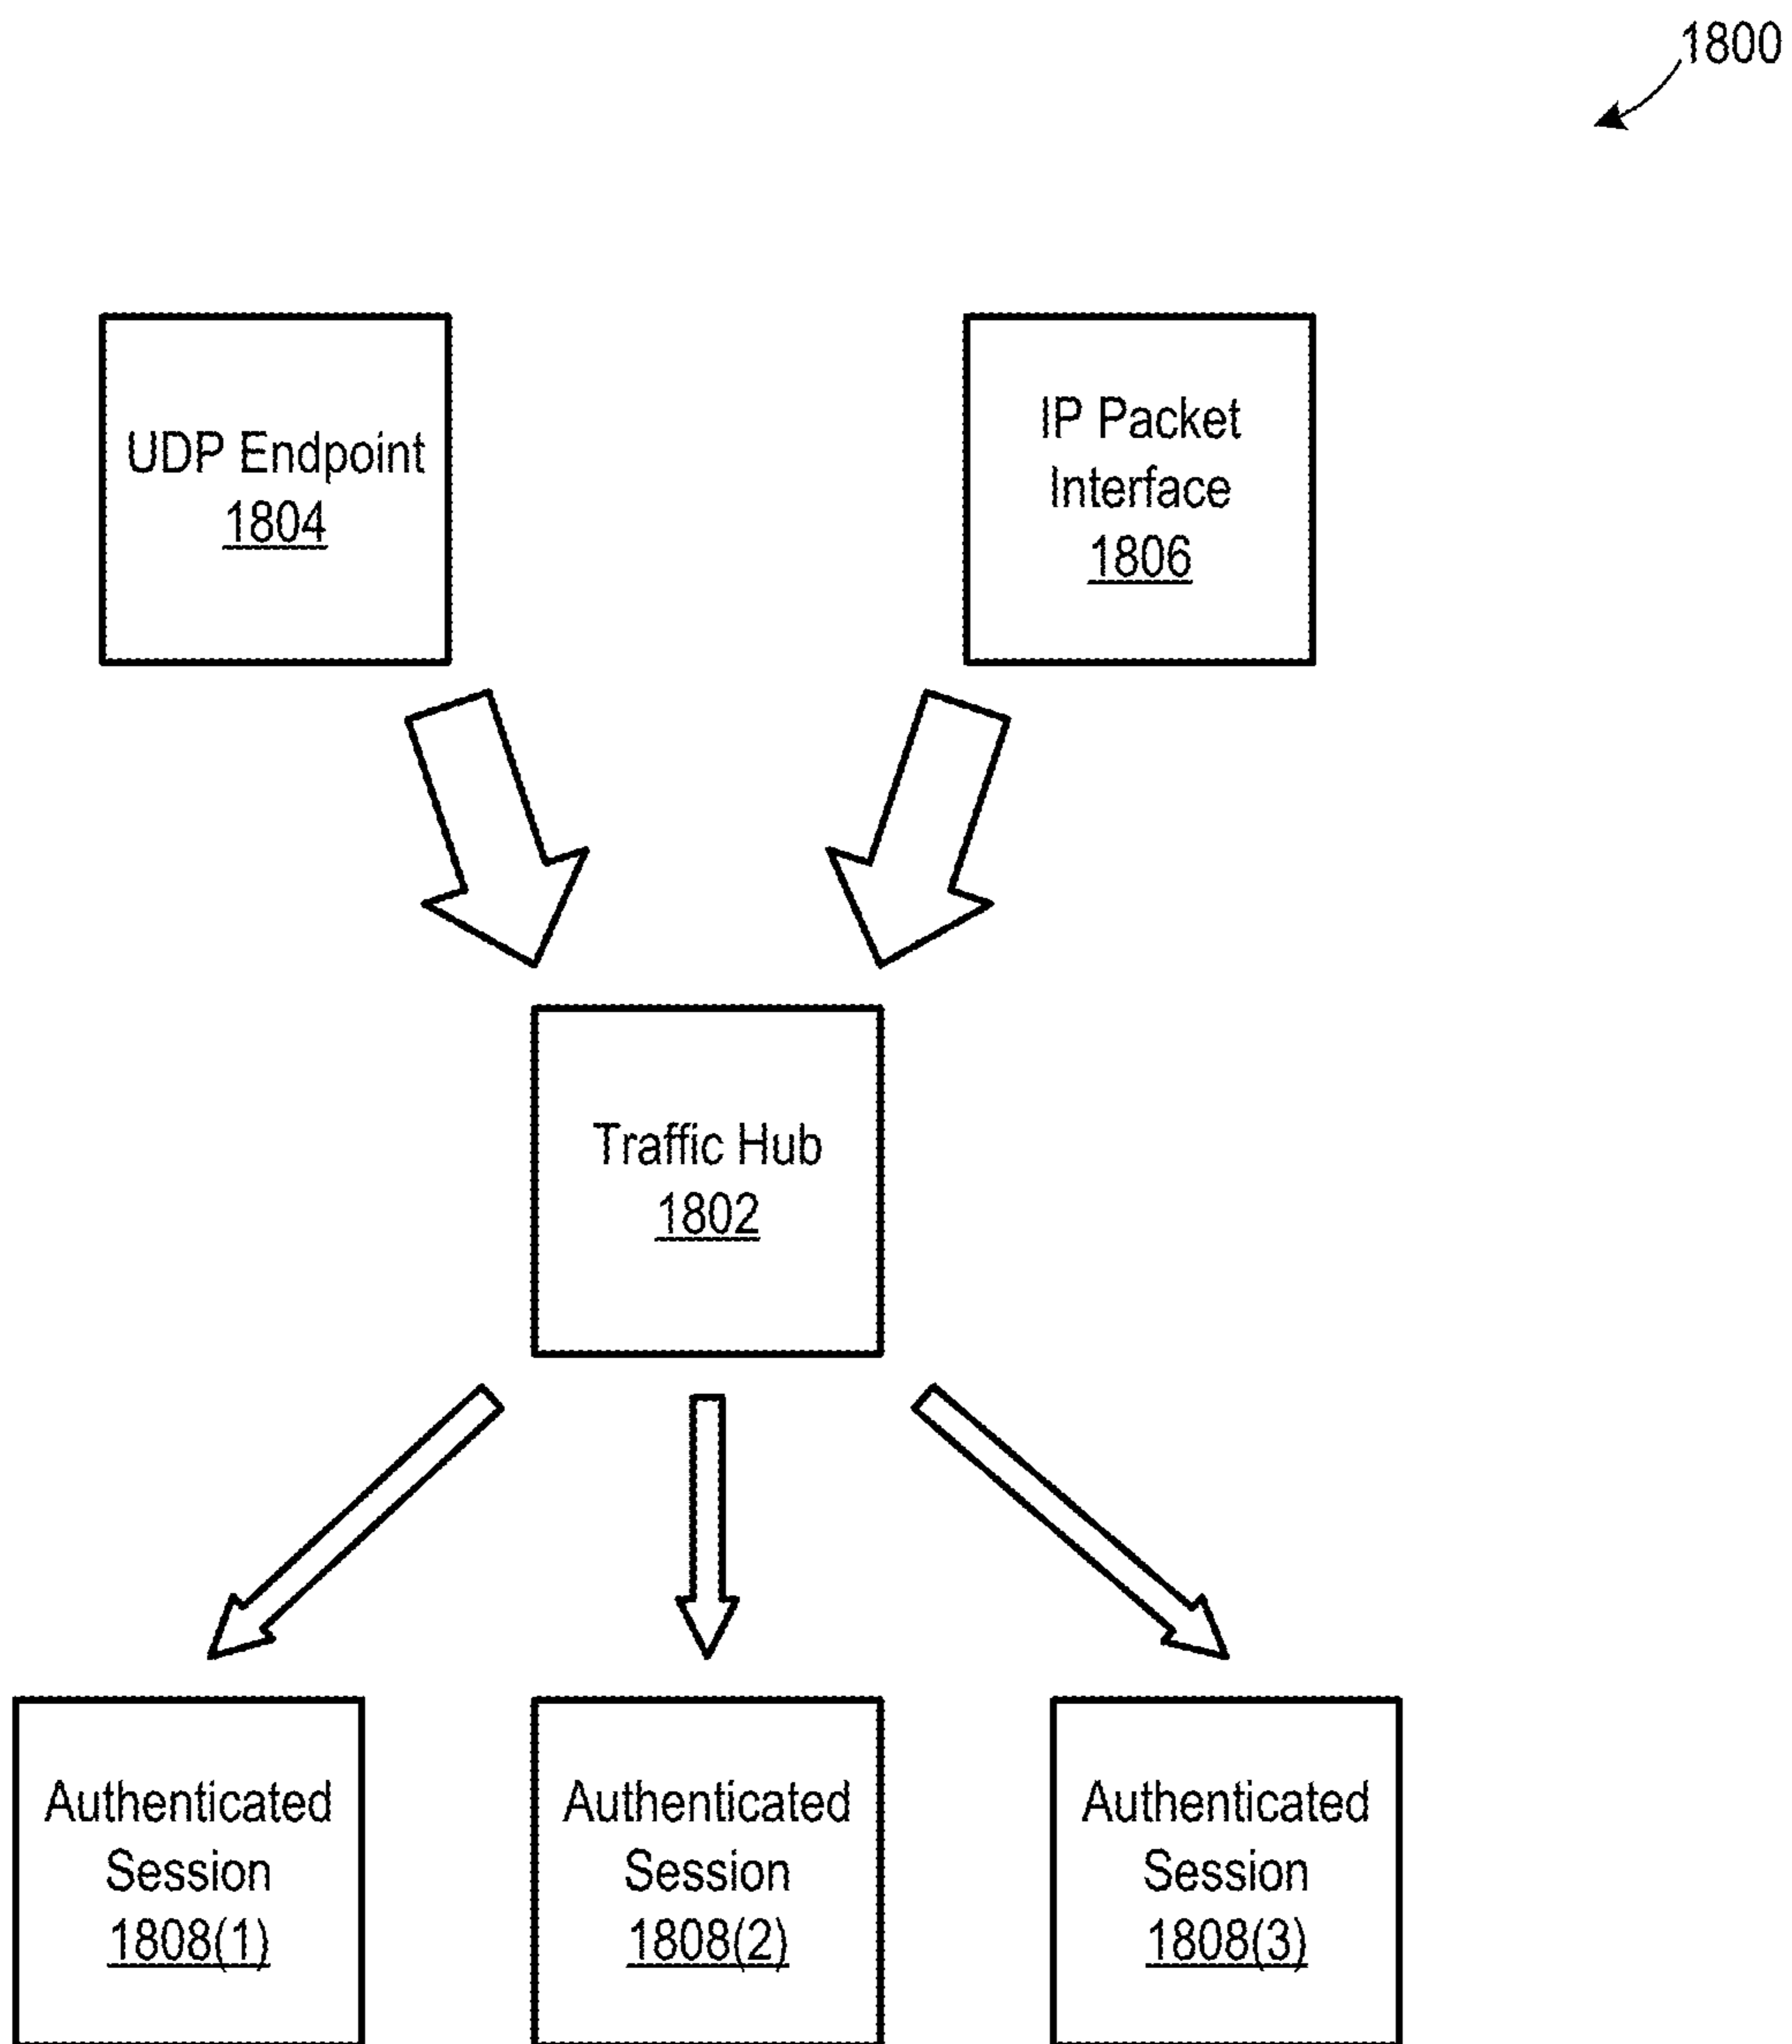 1800
UDP Endpoint
1804
IP Packet
Interface
1806
Traffic Hub
1802
Authenticated
Session
1808(1)
Authenticated
Session
1808(2)
Authenticated
Session
1808(3)